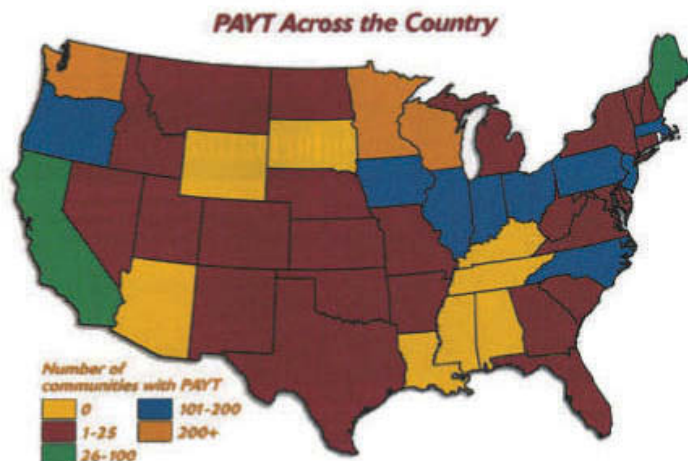 PAYT Across the Country
Number of
communities with PAYT
0
1-25
26-100
101-200
200+